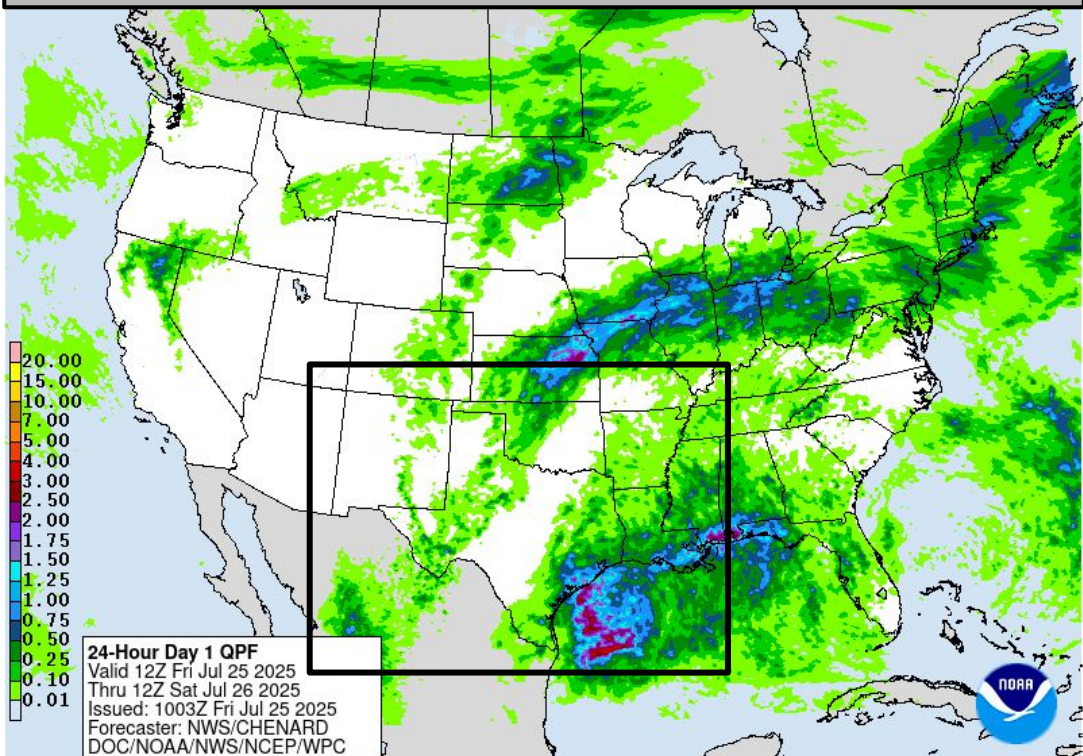 20.00
15.00
10.00
7.00
5.00
4.00
3.00
2.50
2.00
1.75
1.50
1.25
1.00
0.75
0.50
0.25
0.10
0.01
24-Hour Day 1 QPF
Valid 12Z Fri Jul 25 2025
Thru 12Z Sat Jul 26 2025
Issued: 1003Z Fri Jul 25 2025
Forecaster: NWS/CHENARD
DOC/NOAA/NWS/NCEP/WPC
NOAA